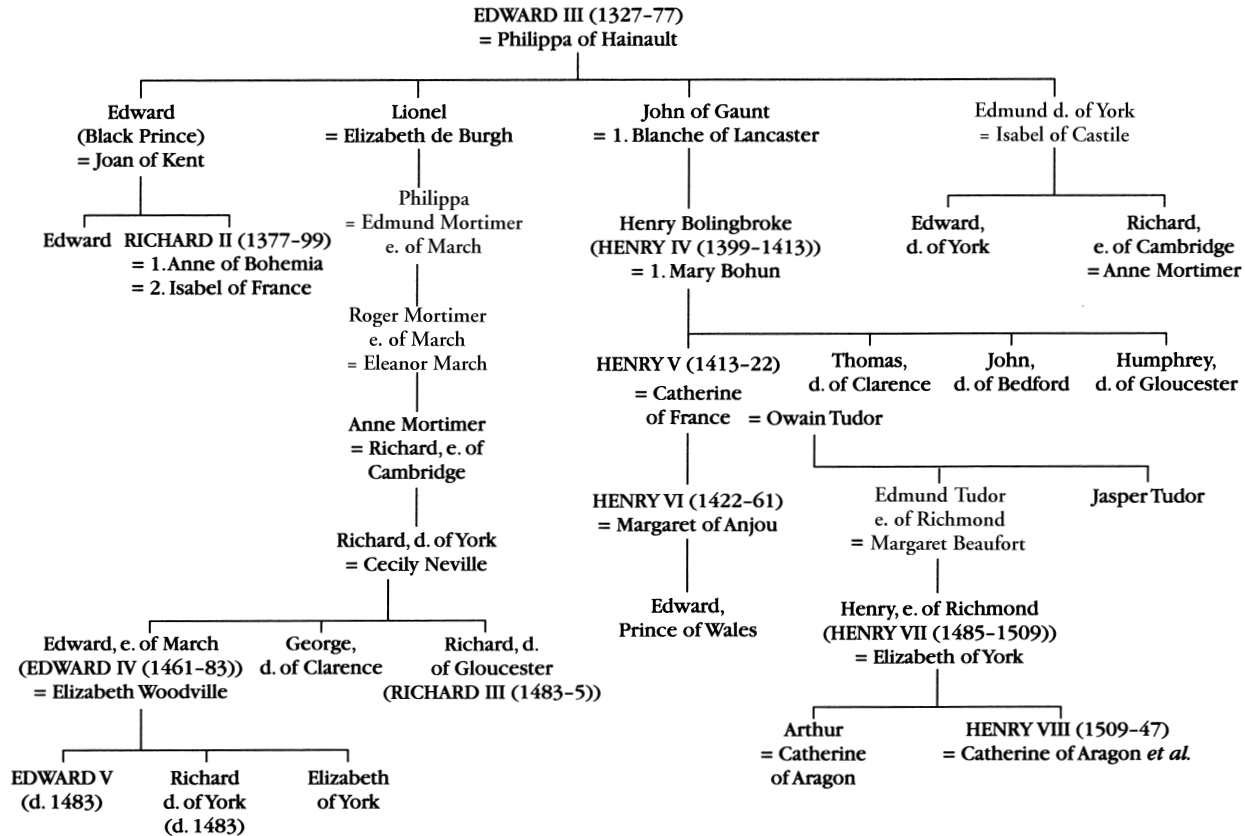 EDWARD III (1327–77)
= Philippa of Hainault
Edward
(Black Prince)
= Joan of Kent
Lionel
= Elizabeth de Burgh
John of Gaunt
= 1. Blanche of Lancaster
Edmund d. of York
= Isabel of Castile
Edward
RICHARD II (1377–99)
= 1. Anne of Bohemia
= 2. Isabel of France
Philippa
= Edmund Mortimer
e. of March
Henry Bolingbroke
(HENRY IV (1399–1413))
= 1. Mary Bohun
Edward,
d. of York
Richard,
e. of Cambridge
= Anne Mortimer
Roger Mortimer
e. of March
= Eleanor March
HENRY V (1413–22)
= Catherine
of France
= Owain Tudor
Thomas,
d. of Clarence
John,
d. of Bedford
Humphrey,
d. of Gloucester
Anne Mortimer
= Richard, e. of
Cambridge
HENRY VI (1422–61)
= Margaret of Anjou
Edmund Tudor
e. of Richmond
= Margaret Beaufort
Jasper Tudor
Richard, d. of York
= Cecily Neville
Edward,
Prince of Wales
Henry, e. of Richmond
(HENRY VII (1485–1509))
= Elizabeth of York
Edward, e. of March
(EDWARD IV (1461–83))
= Elizabeth Woodville
George,
d. of Clarence
Richard, d.
of Gloucester
(RICHARD III (1483–5))
Arthur
= Catherine
of Aragon
HENRY VIII (1509–47)
= Catherine of Aragon et al.
EDWARD V
(d. 1483)
Richard
d. of York
(d. 1483)
Elizabeth
of York